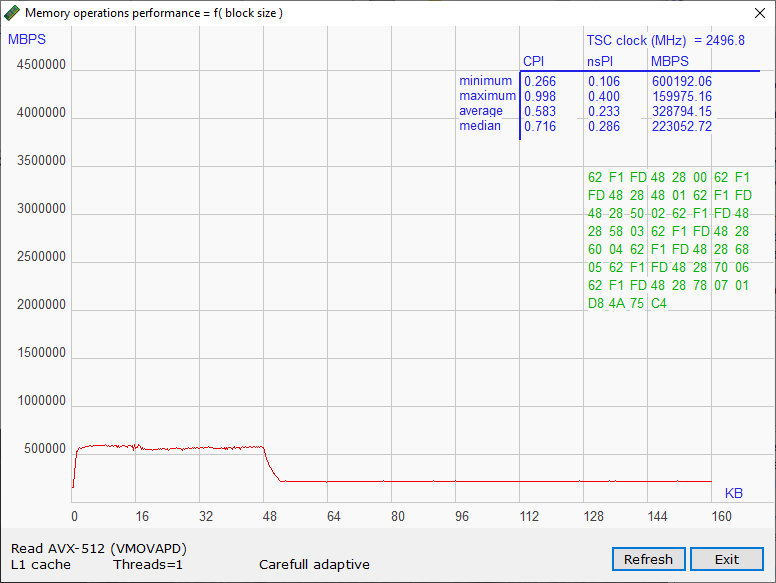 Memory operations performance = f( block size )
MBPS
TSC clock (MHz) = 2496.8
CPI nsPI MBPS
minimum 0.266 0.106 600192.06
maximum 0.998 0.400 159975.16
average 0.583 0.233 328794.15
median 0.716 0.286 223052.72
4500000
4000000
3500000
3000000
2500000
2000000
1500000
1000000
500000
62 F1 FD 48 28 00 62 F1
FD 48 28 48 01 62 F1 FD
48 28 50 02 62 F1 FD 48
28 58 03 62 F1 FD 48 28
60 04 62 F1 FD 48 28 68
05 62 F1 FD 48 28 70 06
62 F1 FD 48 28 78 07 01
D8 4A 75 C4
KB
0 16 32 48 64 80 96 112 128 144 160
Read AVX-512 (VMOVAPD)
L1 cache Threads=1 Carefull adaptive
Refresh Exit